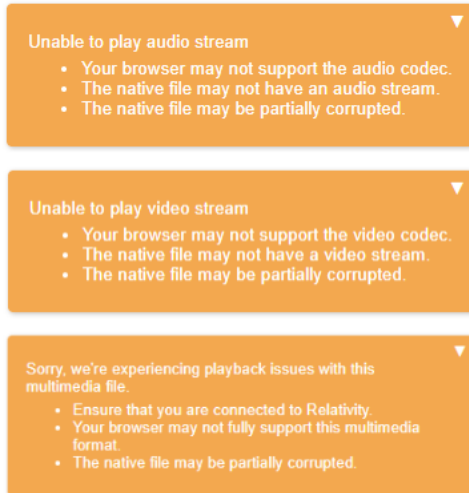 Unable to play audio stream
• Your browser may not support the audio codec.
• The native file may not have an audio stream.
• The native file may be partially corrupted.
Unable to play video stream
• Your browser may not support the video codec.
• The native file may not have a video stream.
• The native file may be partially corrupted.
Sorry, we're experiencing playback issues with this
multimedia file.
• Ensure that you are connected to Relativity.
• Your browser may not fully support this multimedia
format.
• The native file may be partially corrupted.